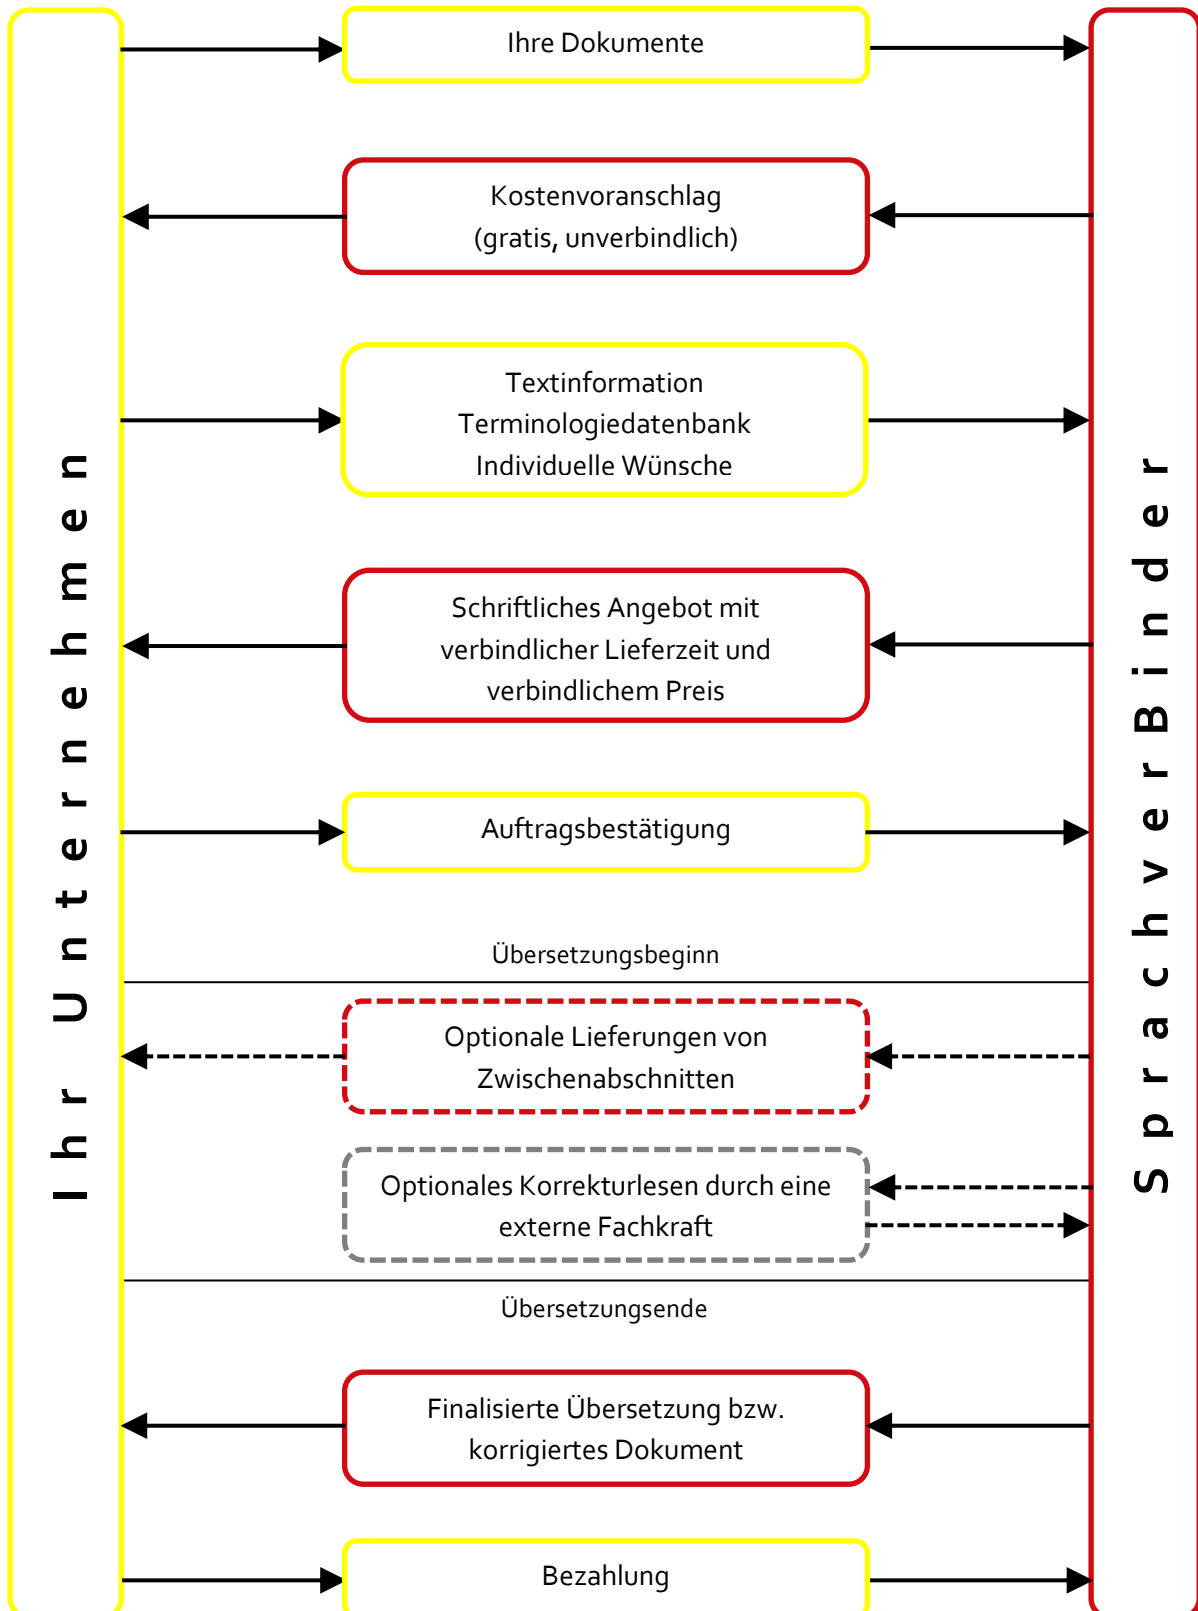 Ihr Unternehmen
Ihre Dokumente
Kostenvoranschlag
(gratis, unverbindlich)
Textinformation
Terminologiedatenbank
Individuelle Wünsche
Schriftliches Angebot mit
verbindlicher Lieferzeit und
verbindlichem Preis
Auftragsbestätigung
Übersetzungsbeginn
Optionale Lieferungen von
Zwischenabschnitten
Optionales Korrekturlesen durch eine
externe Fachkraft
Übersetzungsende
Finalisierte Übersetzung bzw.
korrigiertes Dokument
Bezahlung
SprachverBinder